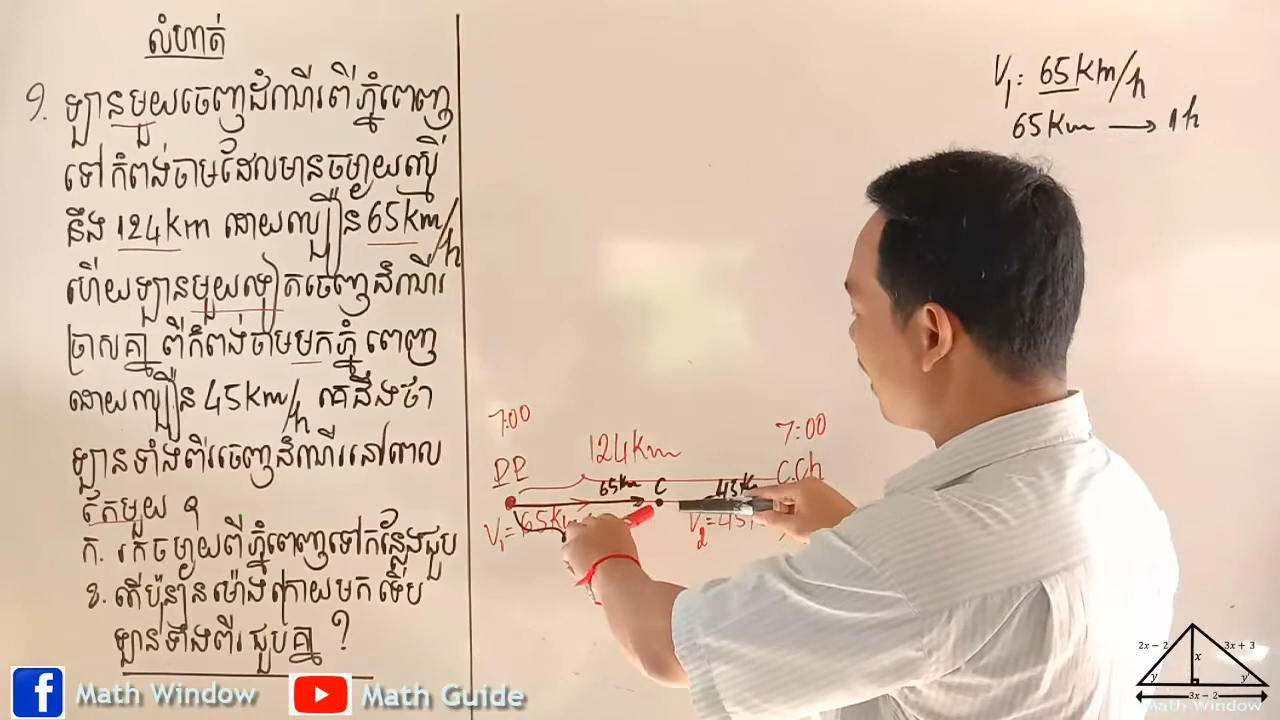 លំហាត់
១. ឡានមួយចេញដំណើរពីភ្នំពេញ
ទៅកំពង់ចាមដែលមានចម្ងាយស្មើ
នឹង 124km ដោយល្បឿន 65km/h
ហើយឡានមួយទៀតចេញដំណើរ
ច្រាសគ្នា ពីកំពង់ចាមមកភ្នំពេញ
ដោយល្បឿន 45km/h គេដឹងថា
ឡានទាំងពីរចេញដំណើរនៅពេល
តែមួយ ។
ក. រកចម្ងាយពីភ្នំពេញទៅកន្លែងជួប
ខ. តើប៉ុន្មានម៉ោងក្រោយមកទើប
ឡានទាំងពីរជួបគ្នា ?
V₁ = 65Km/h
65Km → 1h
7:00
7:00
124Km
P.P
C.Ch
65Km
C
45Km
V₁ = 65Km
V₂ = 45
Math Window
Math Guide
2x − 2
3x + 3
x
y
y
3x − 2
Math Window